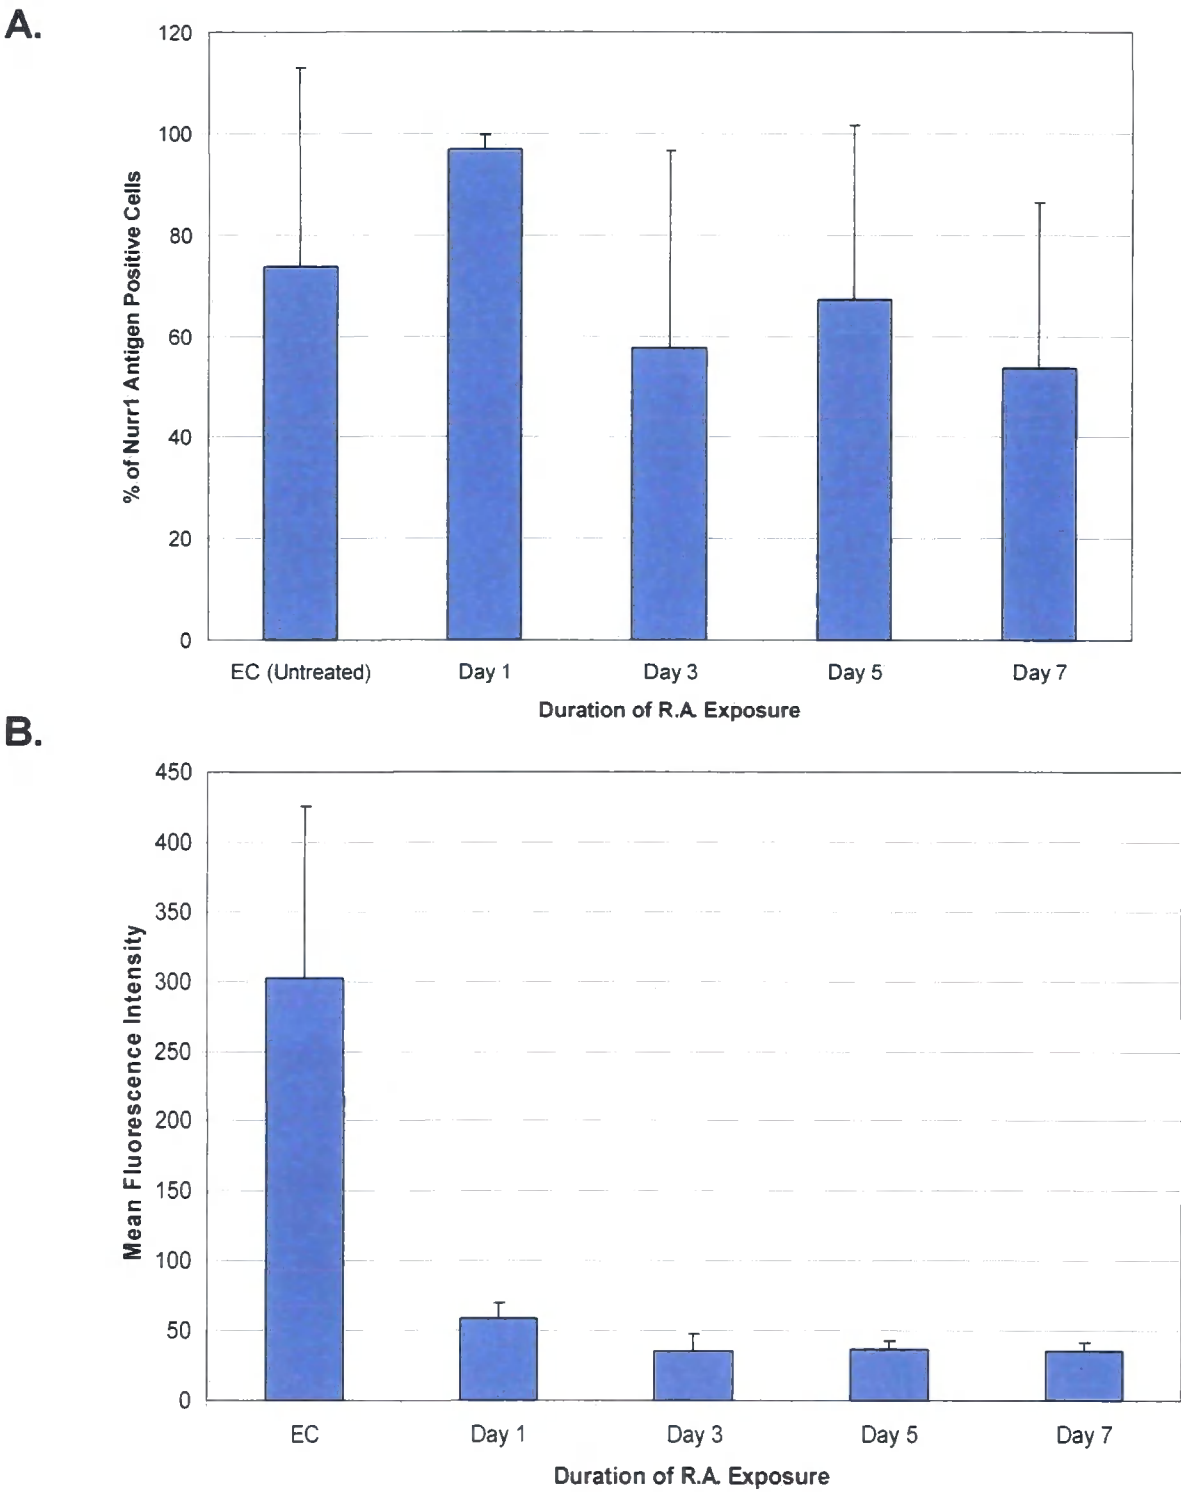 A.
120
100
80
60
40
20
0
% of Nurr1 Antigen Positive Cells
EC (Untreated) Day 1 Day 3 Day 5 Day 7
Duration of R.A. Exposure
B.
450
400
350
300
250
200
150
100
50
0
Mean Fluorescence Intensity
EC Day 1 Day 3 Day 5 Day 7
Duration of R.A. Exposure